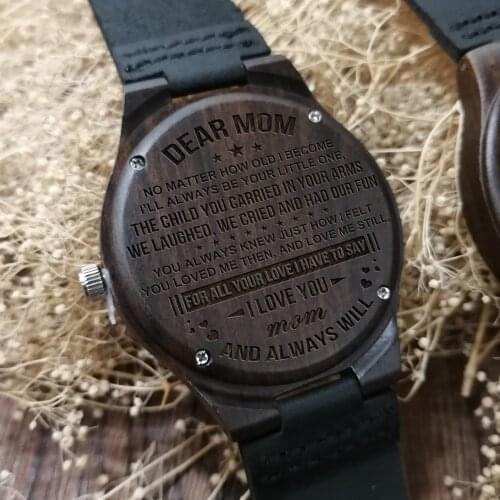 DEAR MOM
NO MATTER HOW OLD I BECOME
I'LL ALWAYS BE YOUR LITTLE ONE,
THE CHILD YOU CARRIED IN YOUR ARMS
WE LAUGHED, WE CRIED AND HAD OUR FUN
YOU ALWAYS KNEW JUST HOW I FELT
YOU LOVED ME THEN, AND LOVE ME STILL,
FOR ALL YOUR LOVE I HAVE TO SAY
I LOVE YOU
mom
AND ALWAYS WILL